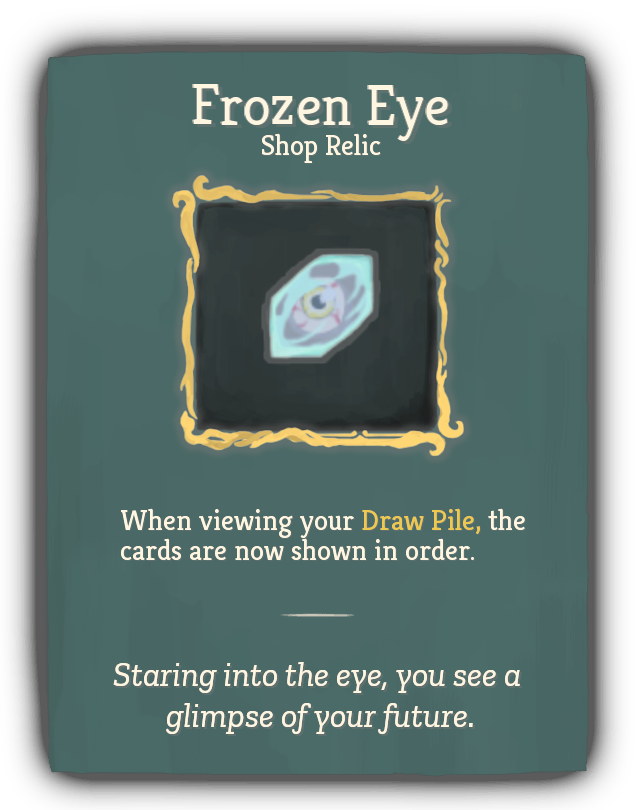 Frozen Eye
Shop Relic
When viewing your Draw Pile, the
cards are now shown in order.
Staring into the eye, you see a
glimpse of your future.